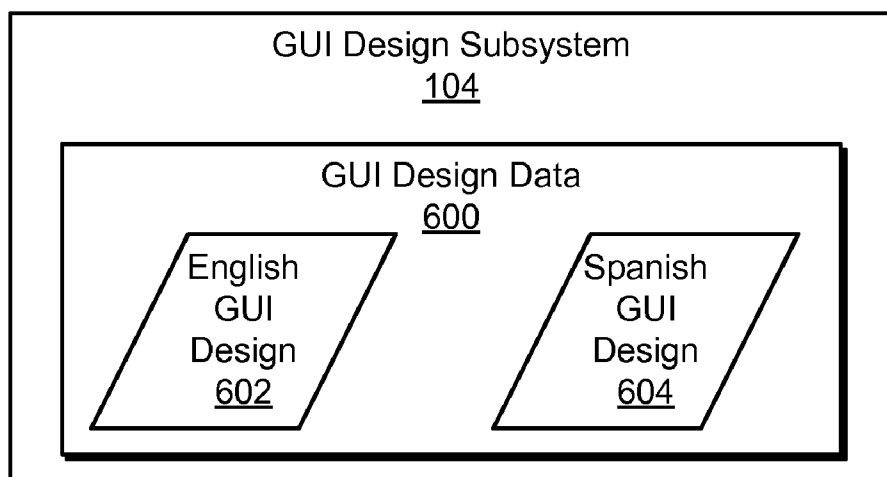 GUI Design Subsystem
104
GUI Design Data
600
English
GUI
Design
602
Spanish
GUI
Design
604